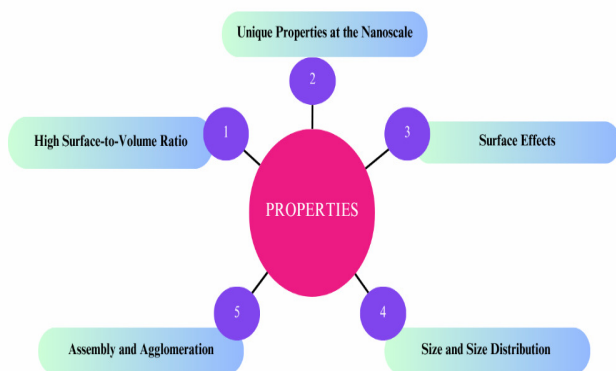 PROPERTIES
1
High Surface-to-Volume Ratio
2
Unique Properties at the Nanoscale
3
Surface Effects
4
Size and Size Distribution
5
Assembly and Agglomeration